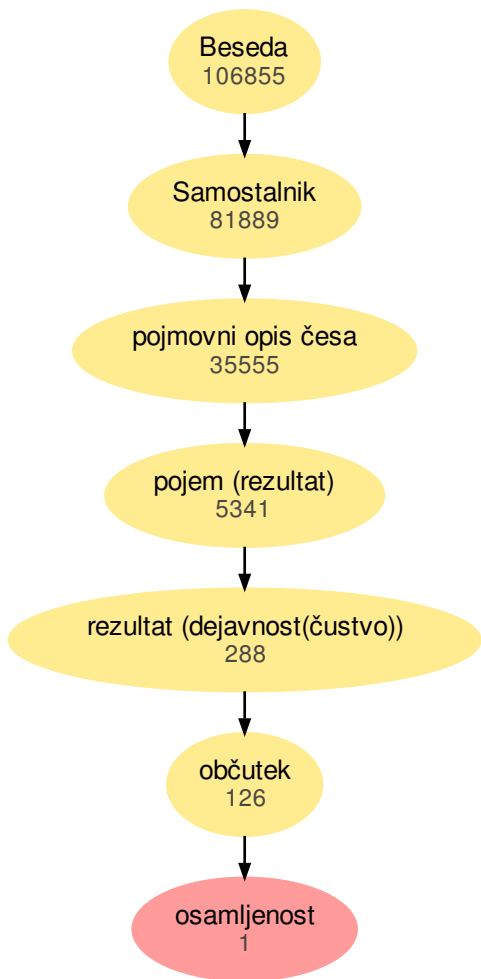 Beseda
106855
Samostalnik
81889
pojmovni opis česa
35555
pojem (rezultat)
5341
rezultat (dejavnost(čustvo))
288
občutek
126
osamljenost
1